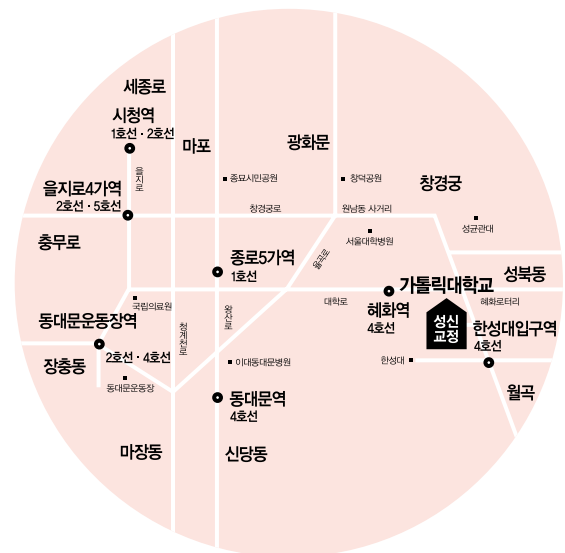 세종로
시청역
1호선 · 2호선
마포
광화문
을지로
종묘시민공원
창덕공원
창경궁
을지로4가역
2호선 · 5호선
창경궁로
원남동 사거리
성균관대
충무로
서울대학병원
종로5가역
1호선
율곡로
성북동
가톨릭대학교
국립의료원
왕산로
대학로
혜화역
4호선
혜화로터리
성신
교정
동대문운동장역
청계천로
한성대입구역
4호선
2호선 · 4호선
장충동
이대동대문병원
한성대
동대문운동장
동대문역
4호선
월곡
마장동
신당동